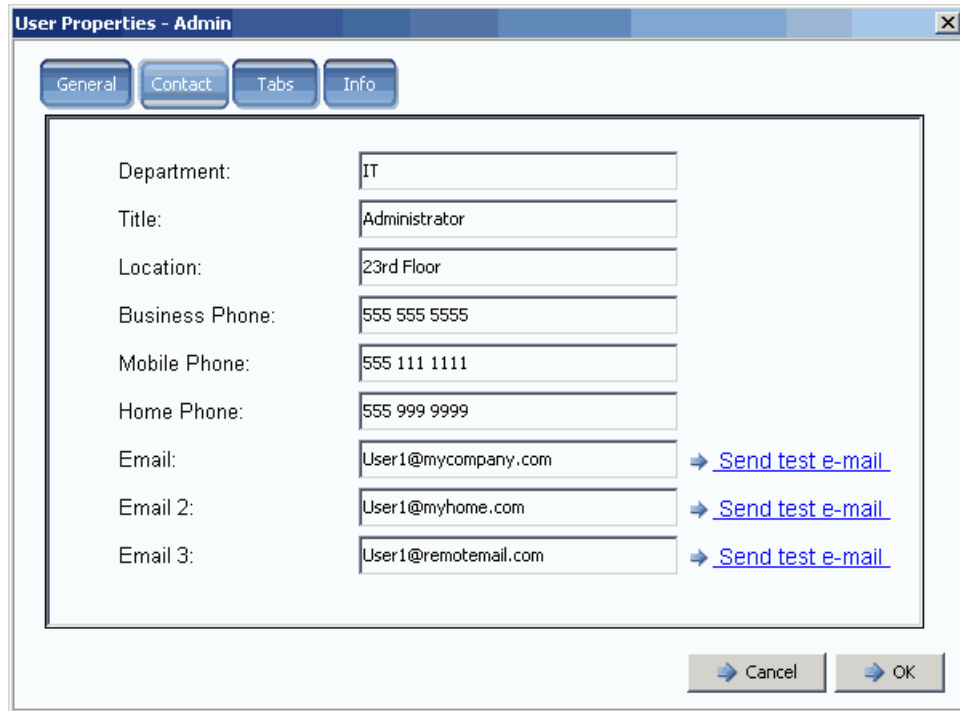 User Properties - Admin
General Contact Tabs Info
Department: IT
Title: Administrator
Location: 23rd Floor
Business Phone: 555 555 5555
Mobile Phone: 555 111 1111
Home Phone: 555 999 9999
Email: User1@mycompany.com Send test e-mail
Email 2: User1@myhome.com Send test e-mail
Email 3: User1@remotemail.com Send test e-mail
Cancel OK